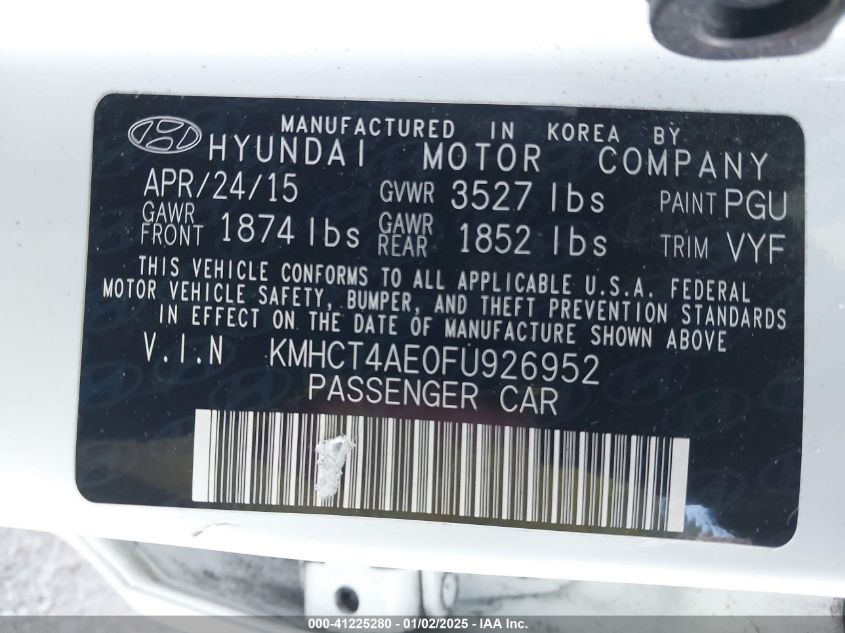 MANUFACTURED IN KOREA BY
HYUNDAI MOTOR COMPANY
APR/24/15 GVWR 3527 lbs PAINT PGU
GAWR FRONT 1874 lbs GAWR REAR 1852 lbs TRIM VYF
THIS VEHICLE CONFORMS TO ALL APPLICABLE U.S.A. FEDERAL
MOTOR VEHICLE SAFETY, BUMPER, AND THEFT PREVENTION STANDARDS
IN EFFECT ON THE DATE OF MANUFACTURE SHOWN ABOVE
V.I.N KMHCT4AE0FU926952
PASSENGER CAR
000-41225280 - 01/02/2025 - IAA Inc.